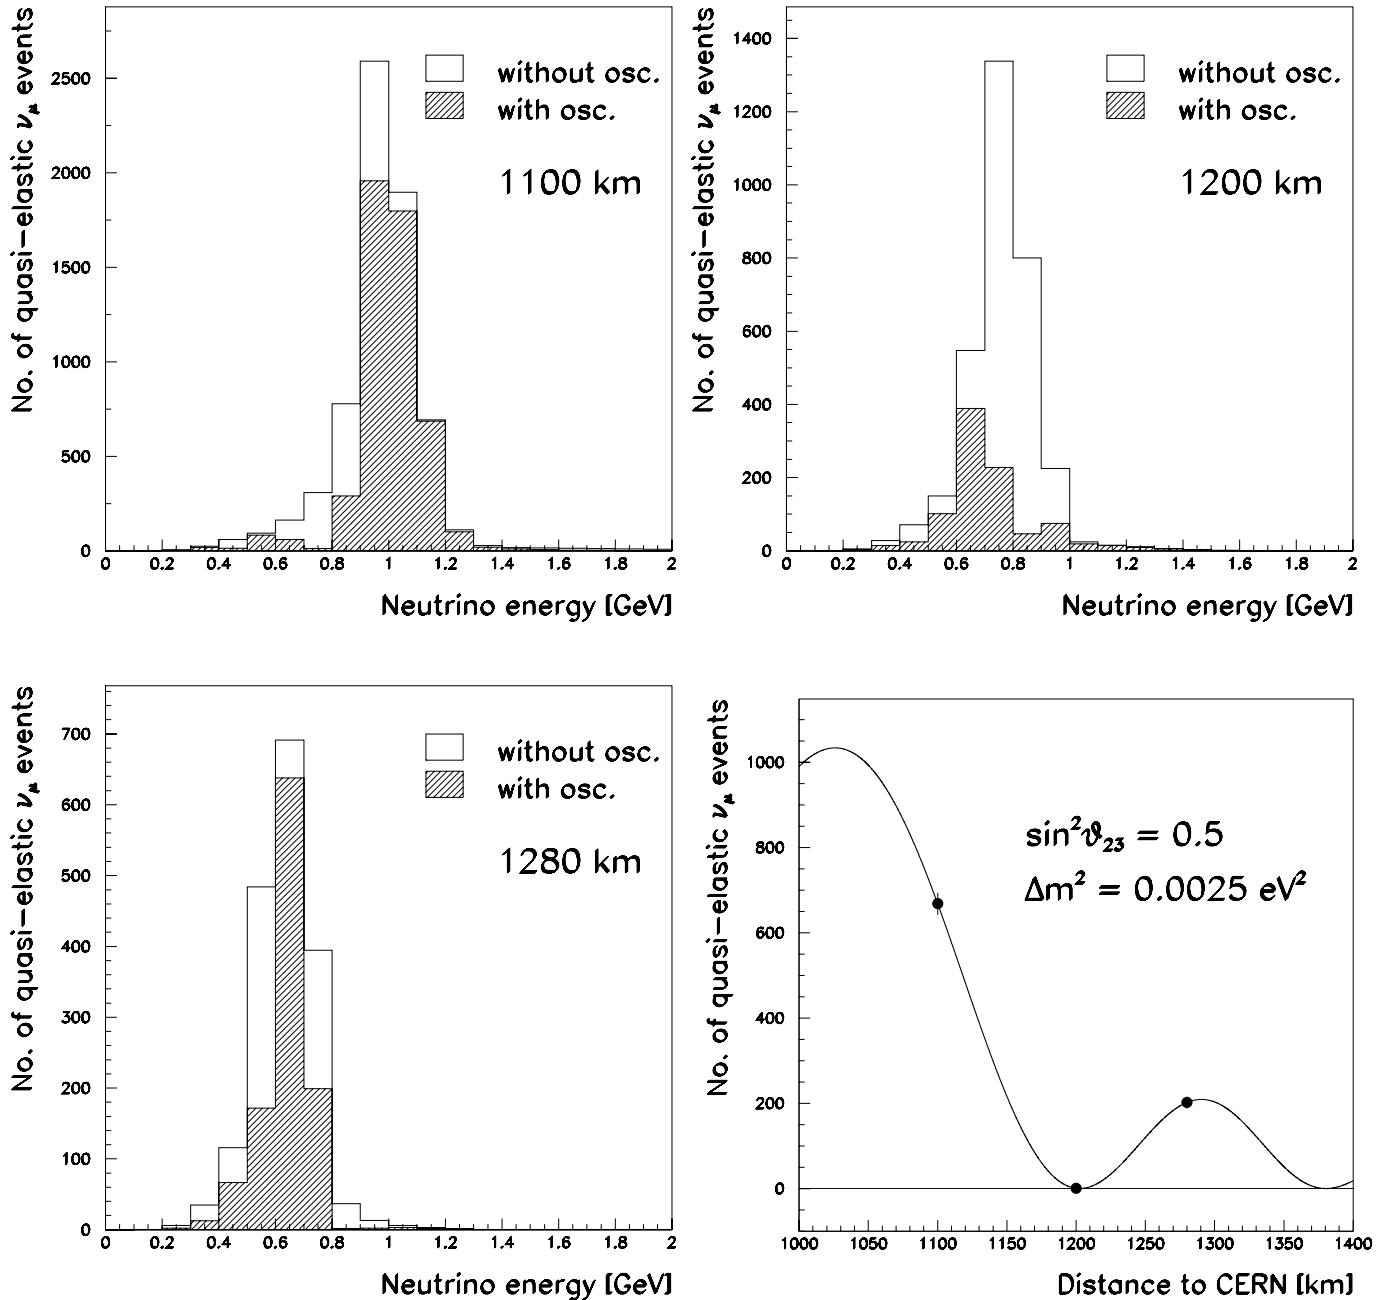 No. of quasi-elastic ν_μ events
2500
2000
1500
1000
500
0
without osc.
with osc.
1100 km
0 0.2 0.4 0.6 0.8 1 1.2 1.4 1.6 1.8 2
Neutrino energy [GeV]
No. of quasi-elastic ν_μ events
1400
1200
1000
800
600
400
200
0
without osc.
with osc.
1200 km
0 0.2 0.4 0.6 0.8 1 1.2 1.4 1.6 1.8 2
Neutrino energy [GeV]
No. of quasi-elastic ν_μ events
700
600
500
400
300
200
100
0
without osc.
with osc.
1280 km
0 0.2 0.4 0.6 0.8 1 1.2 1.4 1.6 1.8 2
Neutrino energy [GeV]
No. of quasi-elastic ν_μ events
1000
800
600
400
200
0
sin²ϑ₂₃ = 0.5
Δm² = 0.0025 eV²
1000 1050 1100 1150 1200 1250 1300 1350 1400
Distance to CERN [km]